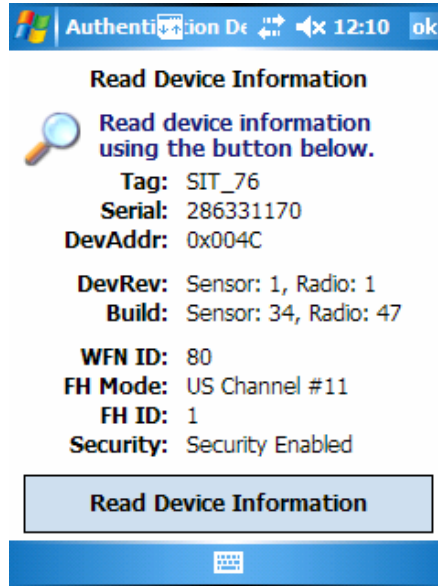 Authenti tion De 12:10 ok
Read Device Information
Read device information
using the button below.
Tag: SIT_76
Serial: 286331170
DevAddr: 0x004C
DevRev: Sensor: 1, Radio: 1
Build: Sensor: 34, Radio: 47
WFN ID: 80
FH Mode: US Channel #11
FH ID: 1
Security: Security Enabled
Read Device Information